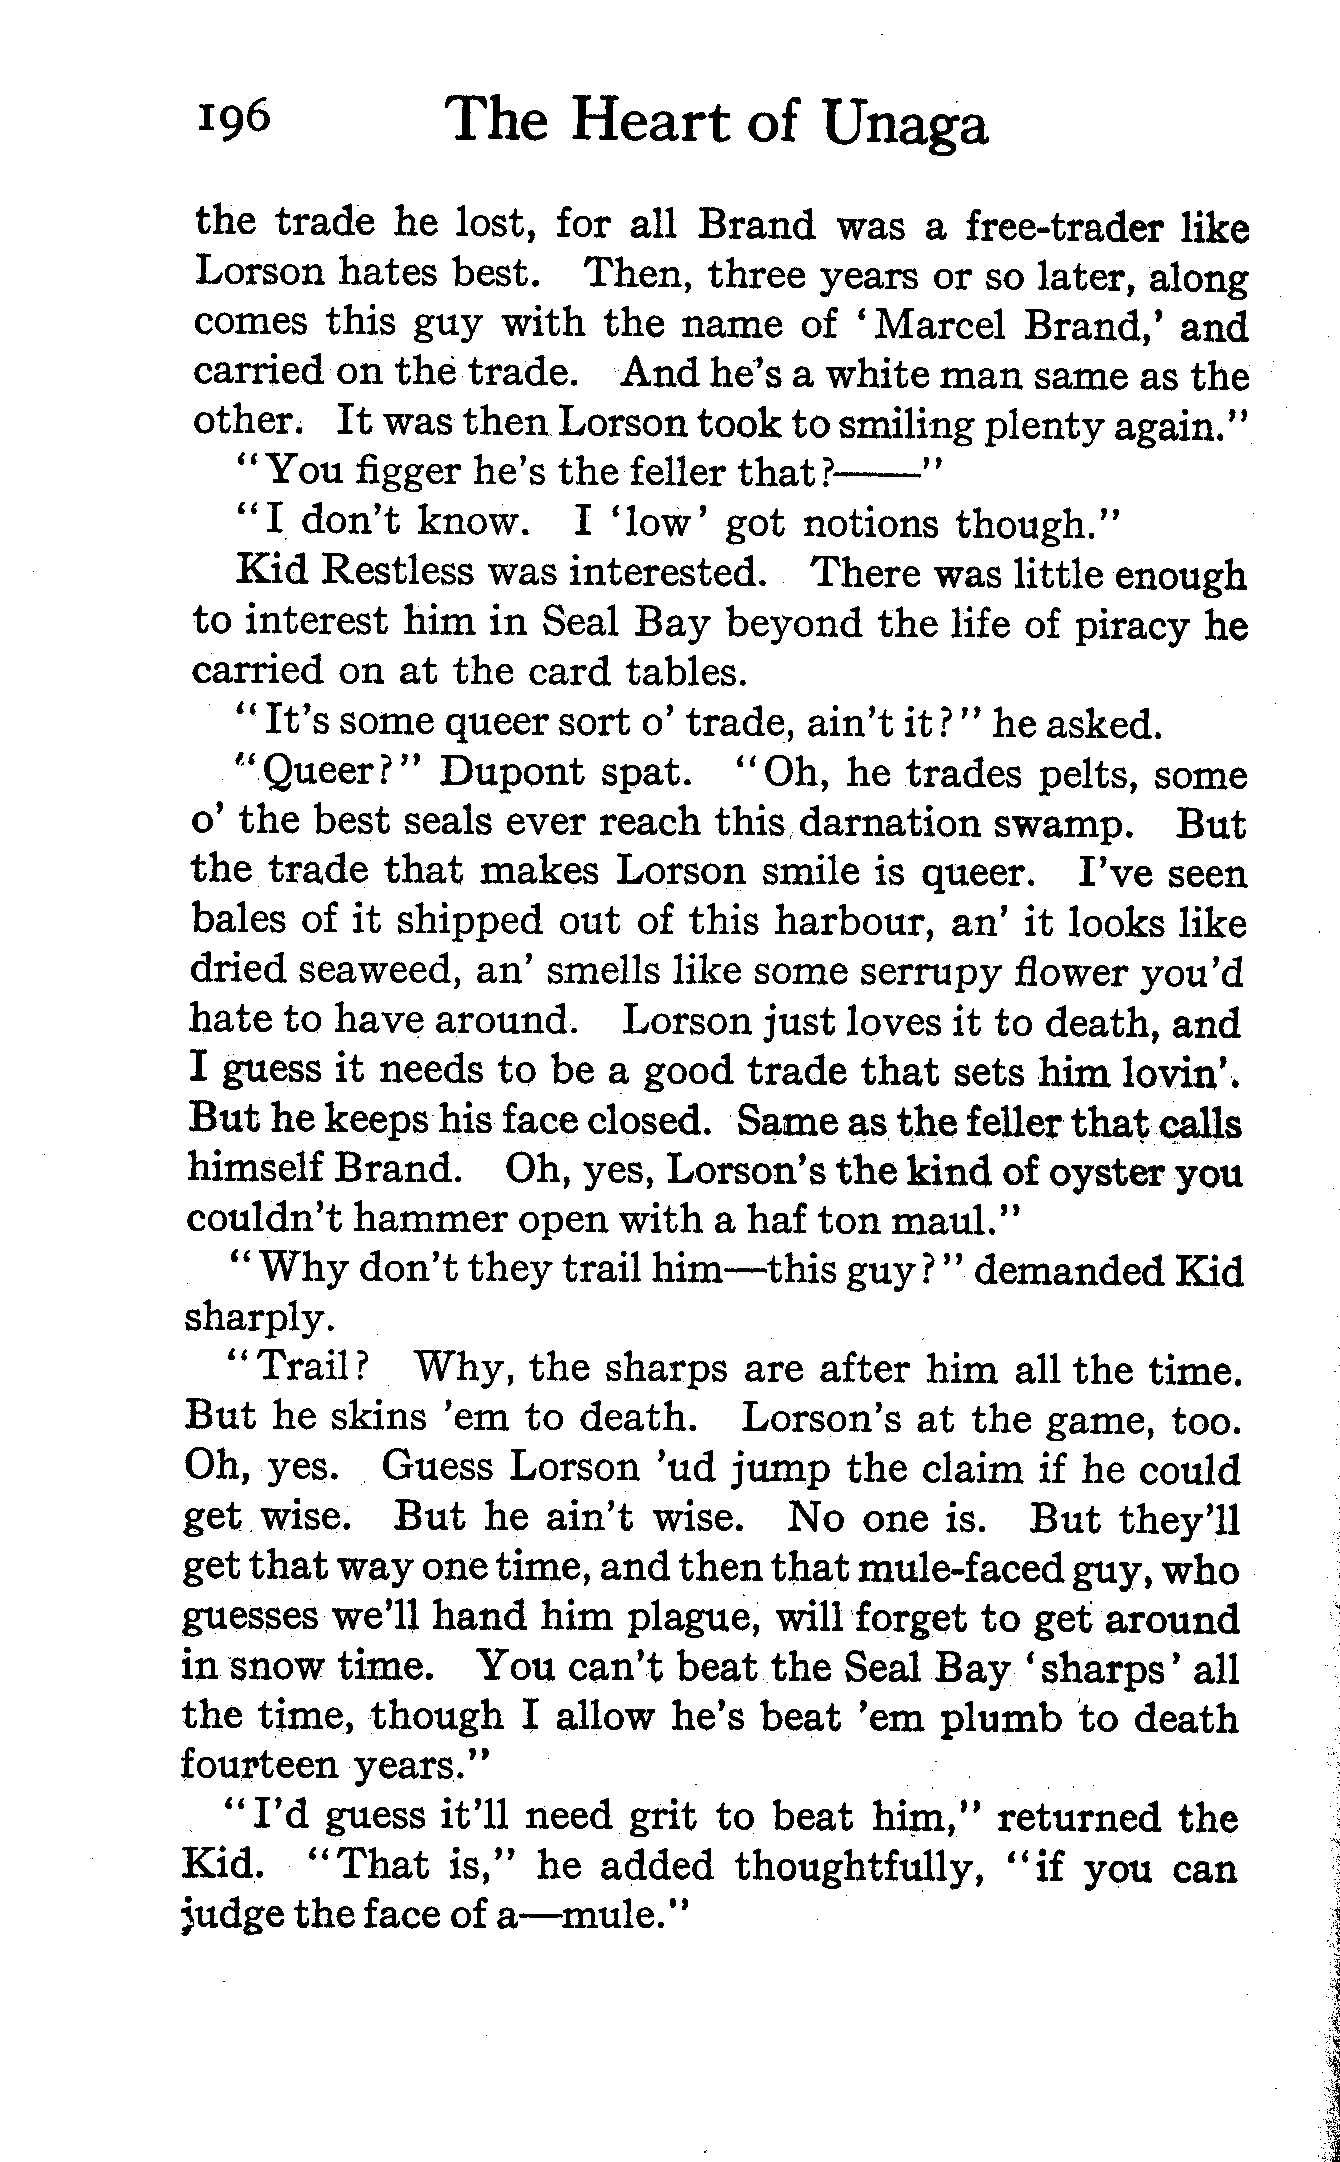 196 The Heart of Unaga
the trade he lost, for all Brand was a free-trader like
Lorson hates best. Then, three years or so later, along
comes this guy with the name of ‘Marcel Brand,’ and
carried on the trade. And he's a white man same as the
other. It was then Lorson took to smiling plenty again.”
“You figger he's the feller that?——”
“I don't know. I ‘low’ got notions though.”
Kid Restless was interested. There was little enough
to interest him in Seal Bay beyond the life of piracy he
carried on at the card tables.
“It's some queer sort o’ trade, ain't it?” he asked.
“Queer?” Dupont spat. “Oh, he trades pelts, some
o’ the best seals ever reach this darnation swamp. But
the trade that makes Lorson smile is queer. I've seen
bales of it shipped out of this harbour, an’ it looks like
dried seaweed, an’ smells like some serrupy flower you'd
hate to have around. Lorson just loves it to death, and
I guess it needs to be a good trade that sets him lovin’.
But he keeps his face closed. Same as the feller that calls
himself Brand. Oh, yes, Lorson's the kind of oyster you
couldn't hammer open with a haf ton maul.”
“Why don't they trail him—this guy?” demanded Kid
sharply.
“Trail? Why, the sharps are after him all the time.
But he skins ’em to death. Lorson's at the game, too.
Oh, yes. Guess Lorson ’ud jump the claim if he could
get wise. But he ain't wise. No one is. But they'll
get that way one time, and then that mule-faced guy, who
guesses we'll hand him plague, will forget to get around
in snow time. You can't beat the Seal Bay ‘sharps’ all
the time, though I allow he's beat ’em plumb to death
fourteen years.”
“I'd guess it'll need grit to beat him,” returned the
Kid. “That is,” he added thoughtfully, “if you can
judge the face of a—mule.”